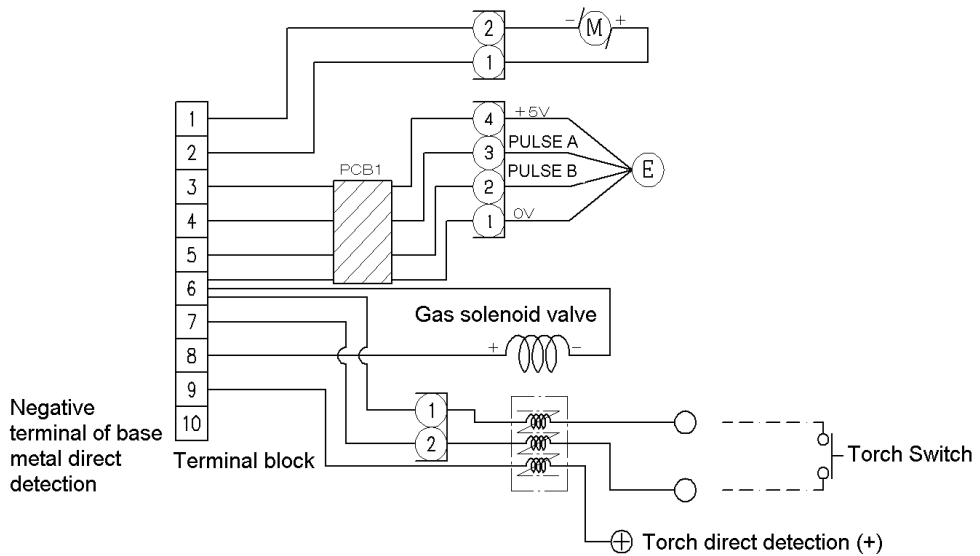 2
- M +
1
1
4
+5V
2
3
PULSE A
PCB1
E
3
2
PULSE B
4
1
0V
5
6
Gas solenoid valve
7
8
+ -
9
1
10
2
Negative
terminal of base
metal direct
detection
Terminal block
Torch Switch
Torch direct detection (+)